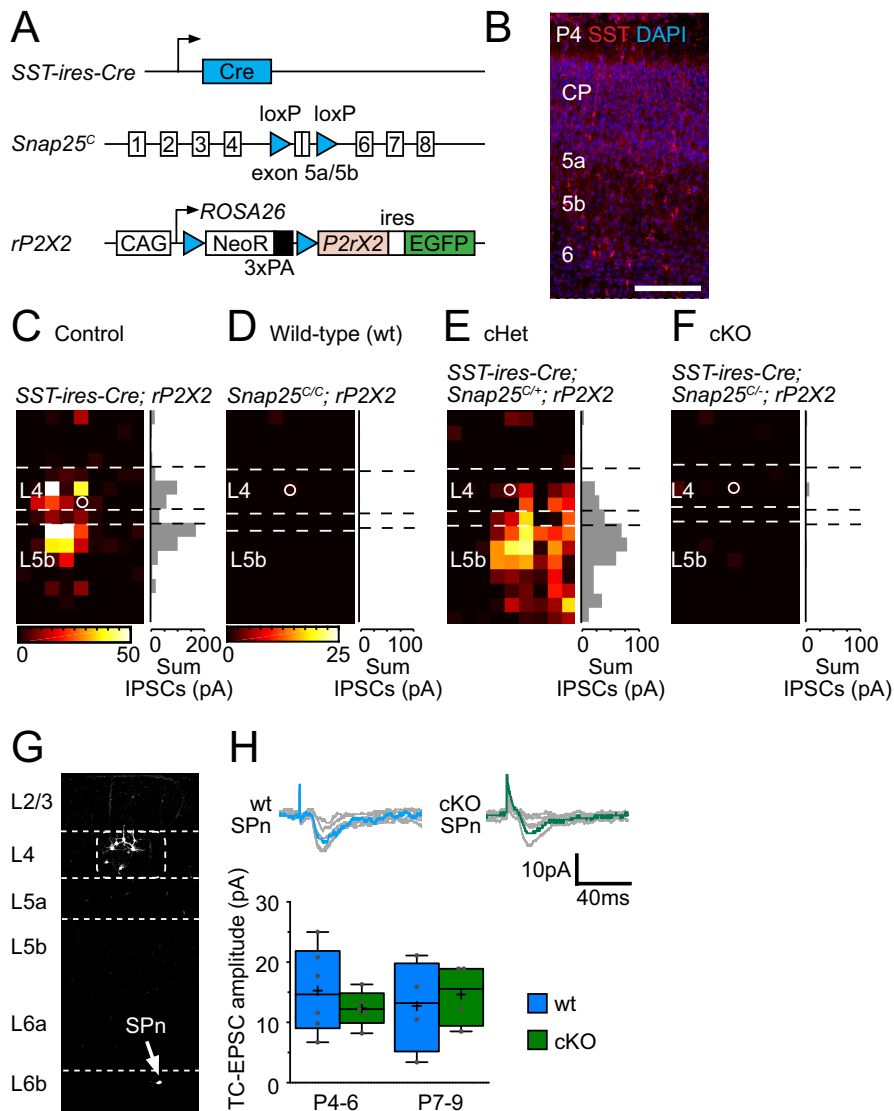 A
SST-ires-Cre
Cre
loxP loxP
Snap25C
1 2 3 4 6 7 8
exon 5a/5b
ROSA26
ires
rP2X2
CAG NeoR P2rX2 EGFP
3xPA
B
P4 SST DAPI
CP
5a
5b
6
C Control
SST-ires-Cre; rP2X2
L4
L5b
0 50
0 100 200
Sum
IPSCs (pA)
D Wild-type (wt)
Snap25C/C; rP2X2
L4
L5b
0 25
0 100
Sum
IPSCs (pA)
E cHet
SST-ires-Cre;
Snap25C/+; rP2X2
L4
L5b
0 100
Sum
IPSCs (pA)
F cKO
SST-ires-Cre;
Snap25C/-; rP2X2
L4
L5b
0 100
Sum
IPSCs (pA)
G
L2/3
L4
L5a
L5b
L6a
L6b
SPn
H
wt
SPn
cKO
SPn
10pA
40ms
TC-EPSC amplitude (pA)
30
20
10
0
P4-6 P7-9
wt
cKO